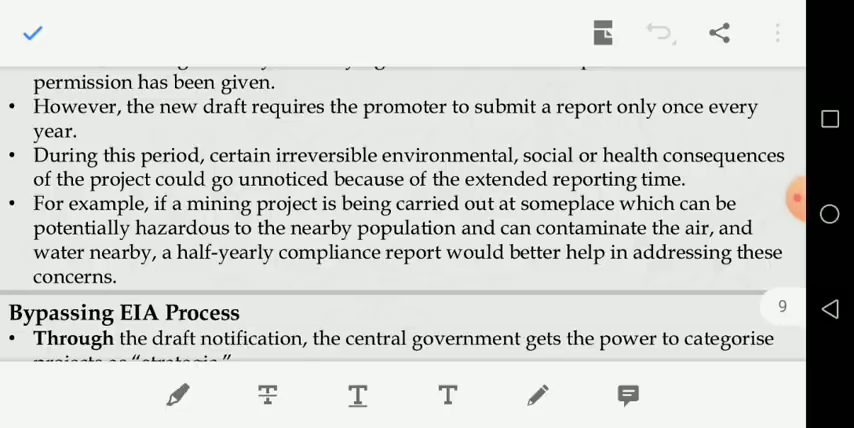 permission has been given.
• However, the new draft requires the promoter to submit a report only once every
year.
• During this period, certain irreversible environmental, social or health consequences
of the project could go unnoticed because of the extended reporting time.
• For example, if a mining project is being carried out at someplace which can be
potentially hazardous to the nearby population and can contaminate the air, and
water nearby, a half-yearly compliance report would better help in addressing these
concerns.
9
Bypassing EIA Process
• Through the draft notification, the central government gets the power to categorise
projects as "strategic."